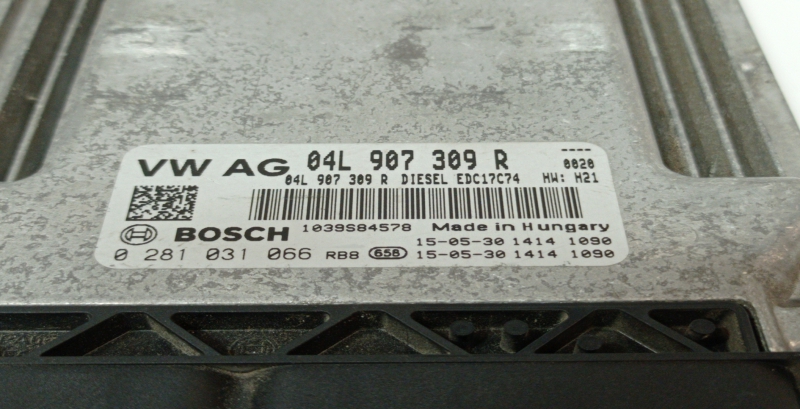 VW AG 04L 907 309 R ----
04L 907 309 R DIESEL EDC17C74 0020
HW: H21
1039S84578 Made in Hungary
BOSCH 15-05-30 1414 1090
0 281 031 066 RB8 658 15-05-30 1414 1090